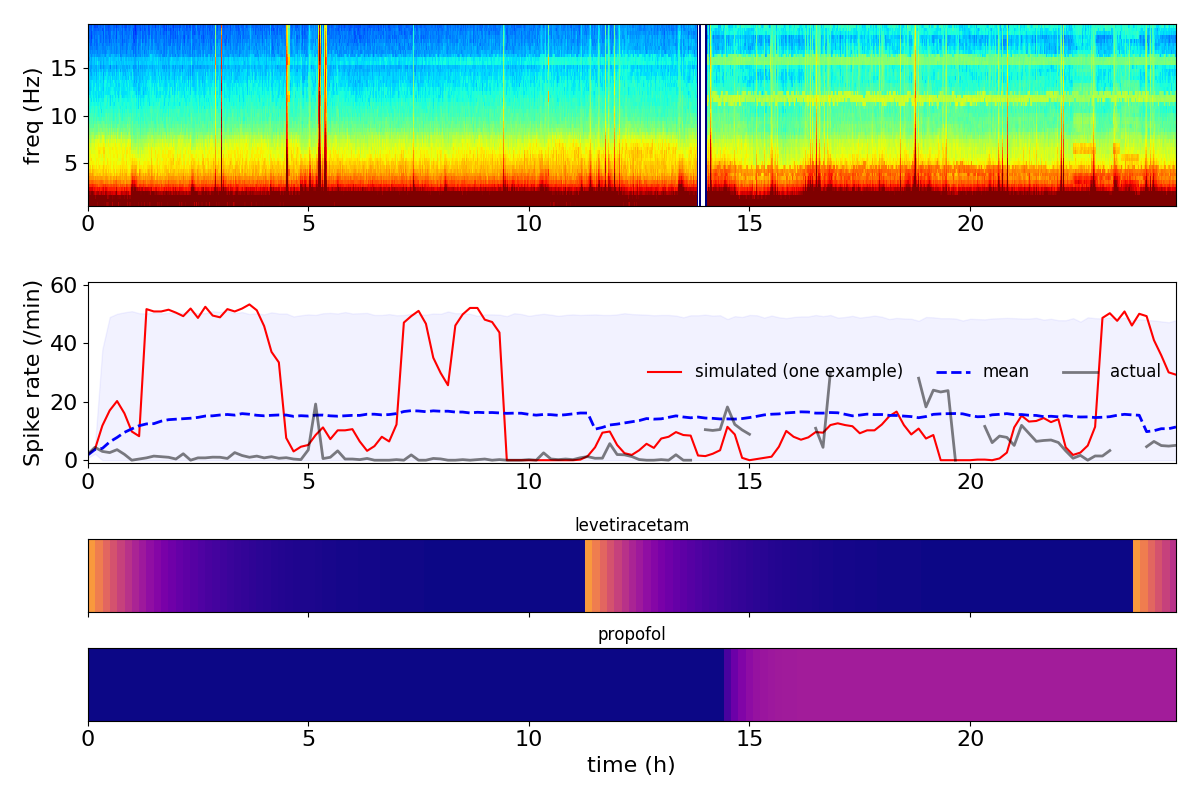 freq (Hz)
15
10
5
0 5 10 15 20
Spike rate (/min)
60
40
20
0
simulated (one example) mean actual
0 5 10 15 20
levetiracetam
propofol
0 5 10 15 20
time (h)